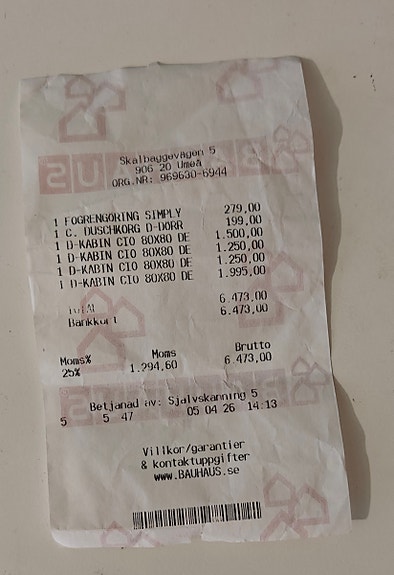 Skalbaggevägen 5
906 20 Umeå
ORG.NR: 969630-6944
1 FOGRENGÖRING SIMPLY 279,00
1 C. DUSCHKORG D-DÖRR 199,00
1 D-KABIN CIO 80X80 DE 1.500,00
1 D-KABIN CIO 80X80 DE 1.250,00
1 D-KABIN CIO 80X80 DE 1.250,00
1 D-KABIN CIO 80X80 DE 1.995,00
Total 6.473,00
Bankkort 6.473,00
Moms% Moms Brutto
25% 1.294,60 6.473,00
Betjänad av: Självskanning 5
5 5 47 05 04 26 14:13
Villkor/garantier
& kontaktuppgifter
www.BAUHAUS.se